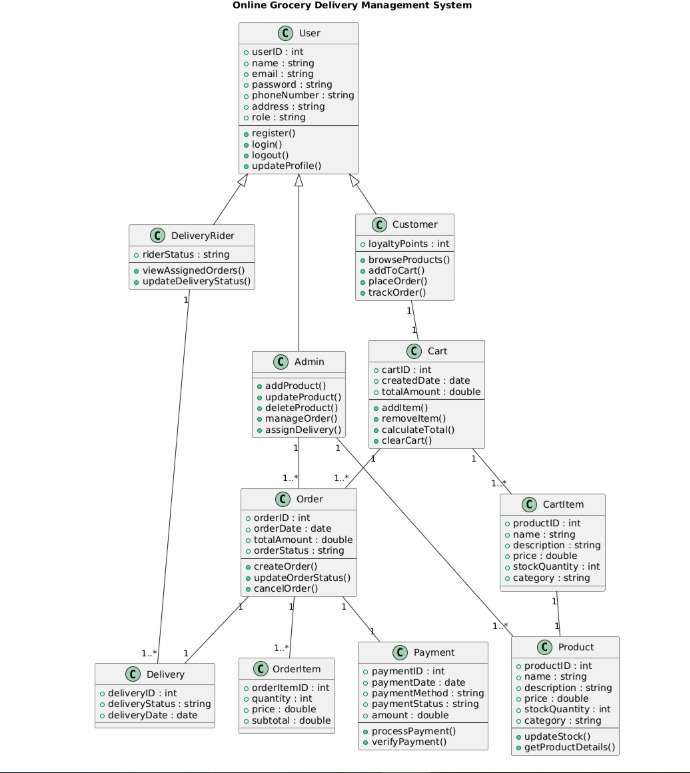 Online Grocery Delivery Management System
C User
userID : int
name : string
email : string
password : string
phoneNumber : string
address : string
role : string
register()
login()
logout()
updateProfile()
C DeliveryRider
riderStatus : string
viewAssignedOrders()
updateDeliveryStatus()
1
C Customer
loyaltyPoints : int
browseProducts()
addToCart()
placeOrder()
trackOrder()
1
1
C Admin
addProduct()
updateProduct()
deleteProduct()
manageOrder()
assignDelivery()
1
1
C Cart
cartID : int
createdDate : date
totalAmount : double
addItem()
removeItem()
calculateTotal()
clearCart()
1
1
1..*
1..*
1..*
C Order
orderID : int
orderDate : date
totalAmount : double
orderStatus : string
createOrder()
updateOrderStatus()
cancelOrder()
1
1
1
C CartItem
productID : int
name : string
description : string
price : double
stockQuantity : int
category : string
1
1..*
1
1..*
1
1..*
1
C Delivery
deliveryID : int
deliveryStatus : string
deliveryDate : date
C OrderItem
orderItemID : int
quantity : int
price : double
subtotal : double
C Payment
paymentID : int
paymentDate : date
paymentMethod : string
paymentStatus : string
amount : double
processPayment()
verifyPayment()
C Product
productID : int
name : string
description : string
price : double
stockQuantity : int
category : string
updateStock()
getProductDetails()